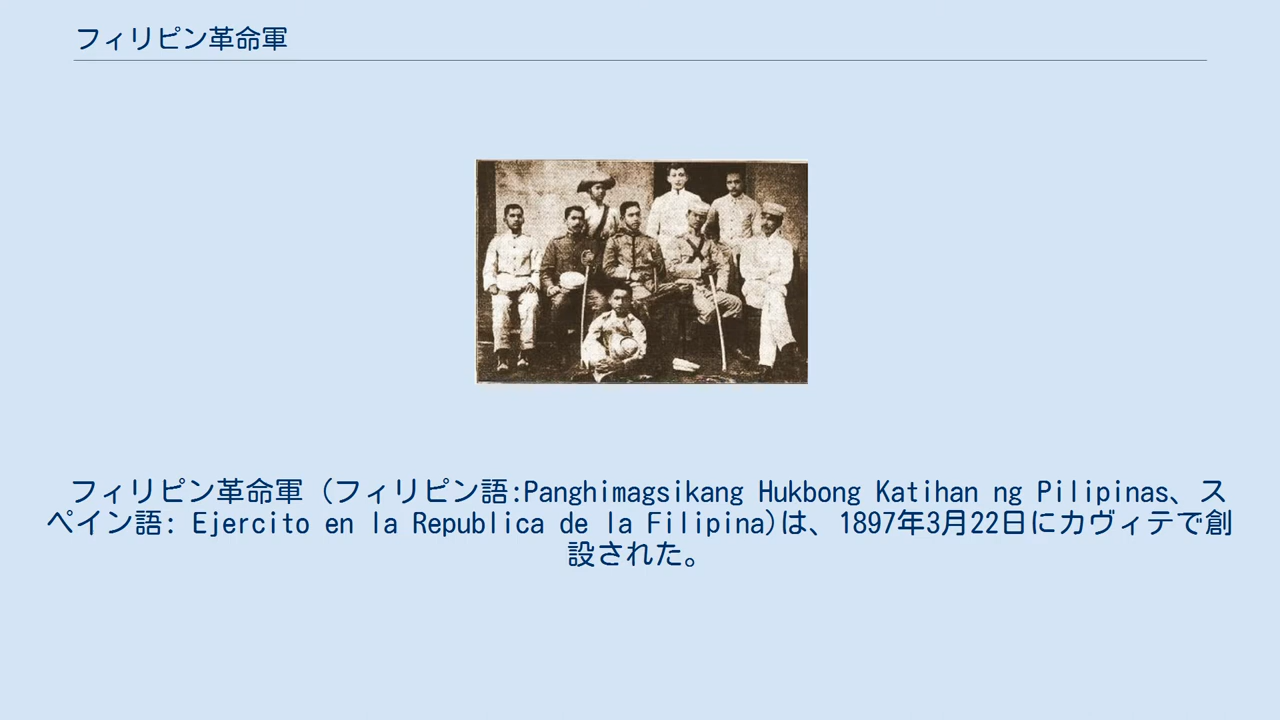 フィリピン革命軍
フィリピン革命軍 (フィリピン語:Panghimagsikang Hukbong Katihan ng Pilipinas、ス
ペイン語: Ejercito en la Republica de la Filipina)は、1897年3月22日にカヴィテで創
設された。